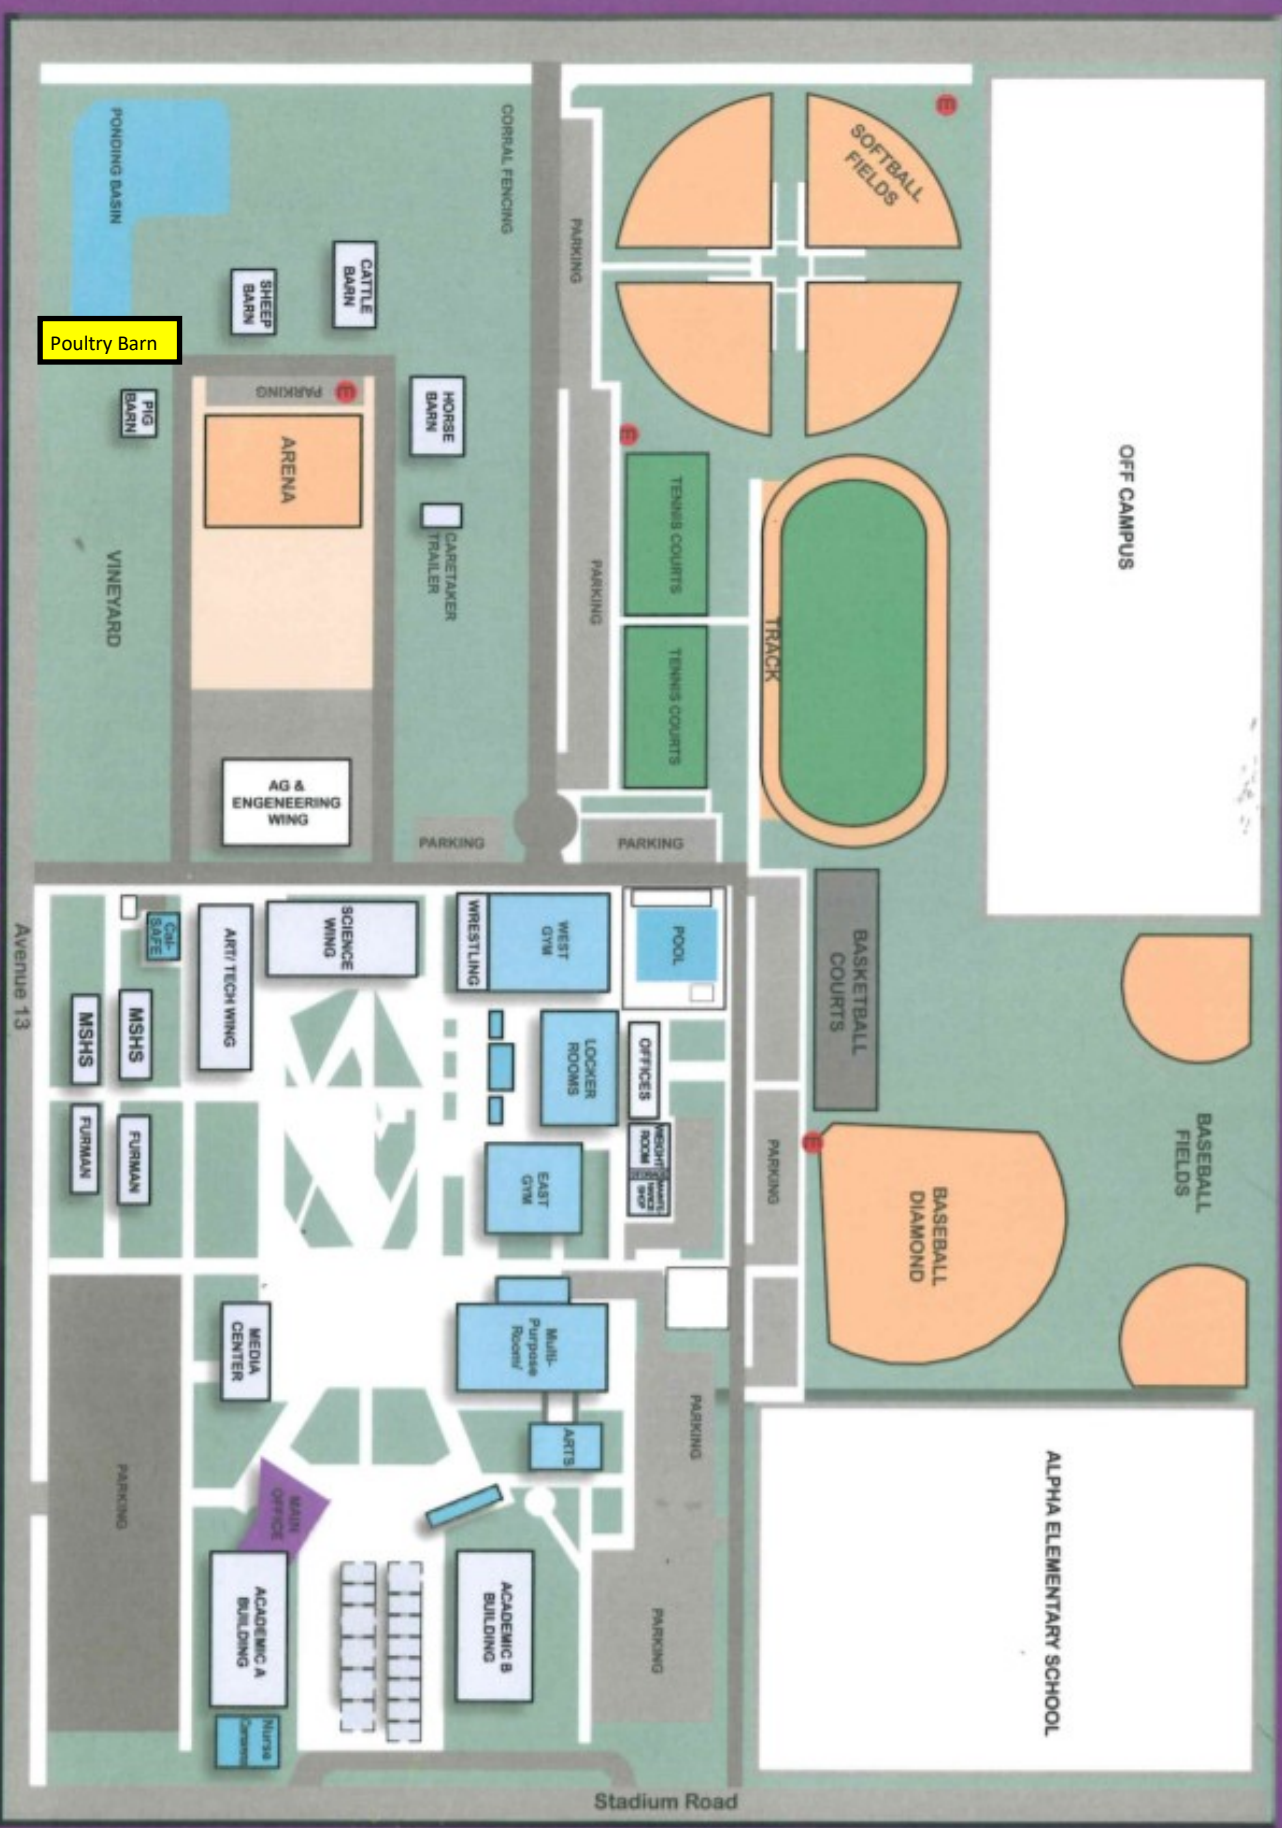 PONDING BASIN
CORRAL FENCING
PARKING
SOFTBALL
FIELDS
E
OFF CAMPUS
CATTLE
BARN
SHEEP
BARN
Poultry Barn
PIG
BARN
PARKING
E
ARENA
HORSE
BARN
CARETAKER
TRAILER
VINEYARD
E
TENNIS COURTS
TENNIS COURTS
PARKING
TRACK
AG &
ENGENEERING
WING
PARKING
PARKING
Avenue 13
Cal-
SAFE
ART/ TECH WING
SCIENCE
WING
WRESTLING
WEST
GYM
POOL
BASKETBALL
COURTS
MSHS
MSHS
LOCKER
ROOMS
OFFICES
FURMAN
FURMAN
EAST
GYM
WEIGHT
ROOM
SHOP
PARKING
E
BASEBALL
DIAMOND
BASEBALL
FIELDS
MEDIA
CENTER
Multi-
Purpose
Room/
ARTS
PARKING
PARKING
MAIN
OFFICE
ACADEMIC A
BUILDING
ACADEMIC B
BUILDING
PARKING
ALPHA ELEMENTARY SCHOOL
Nurse
Stadium Road